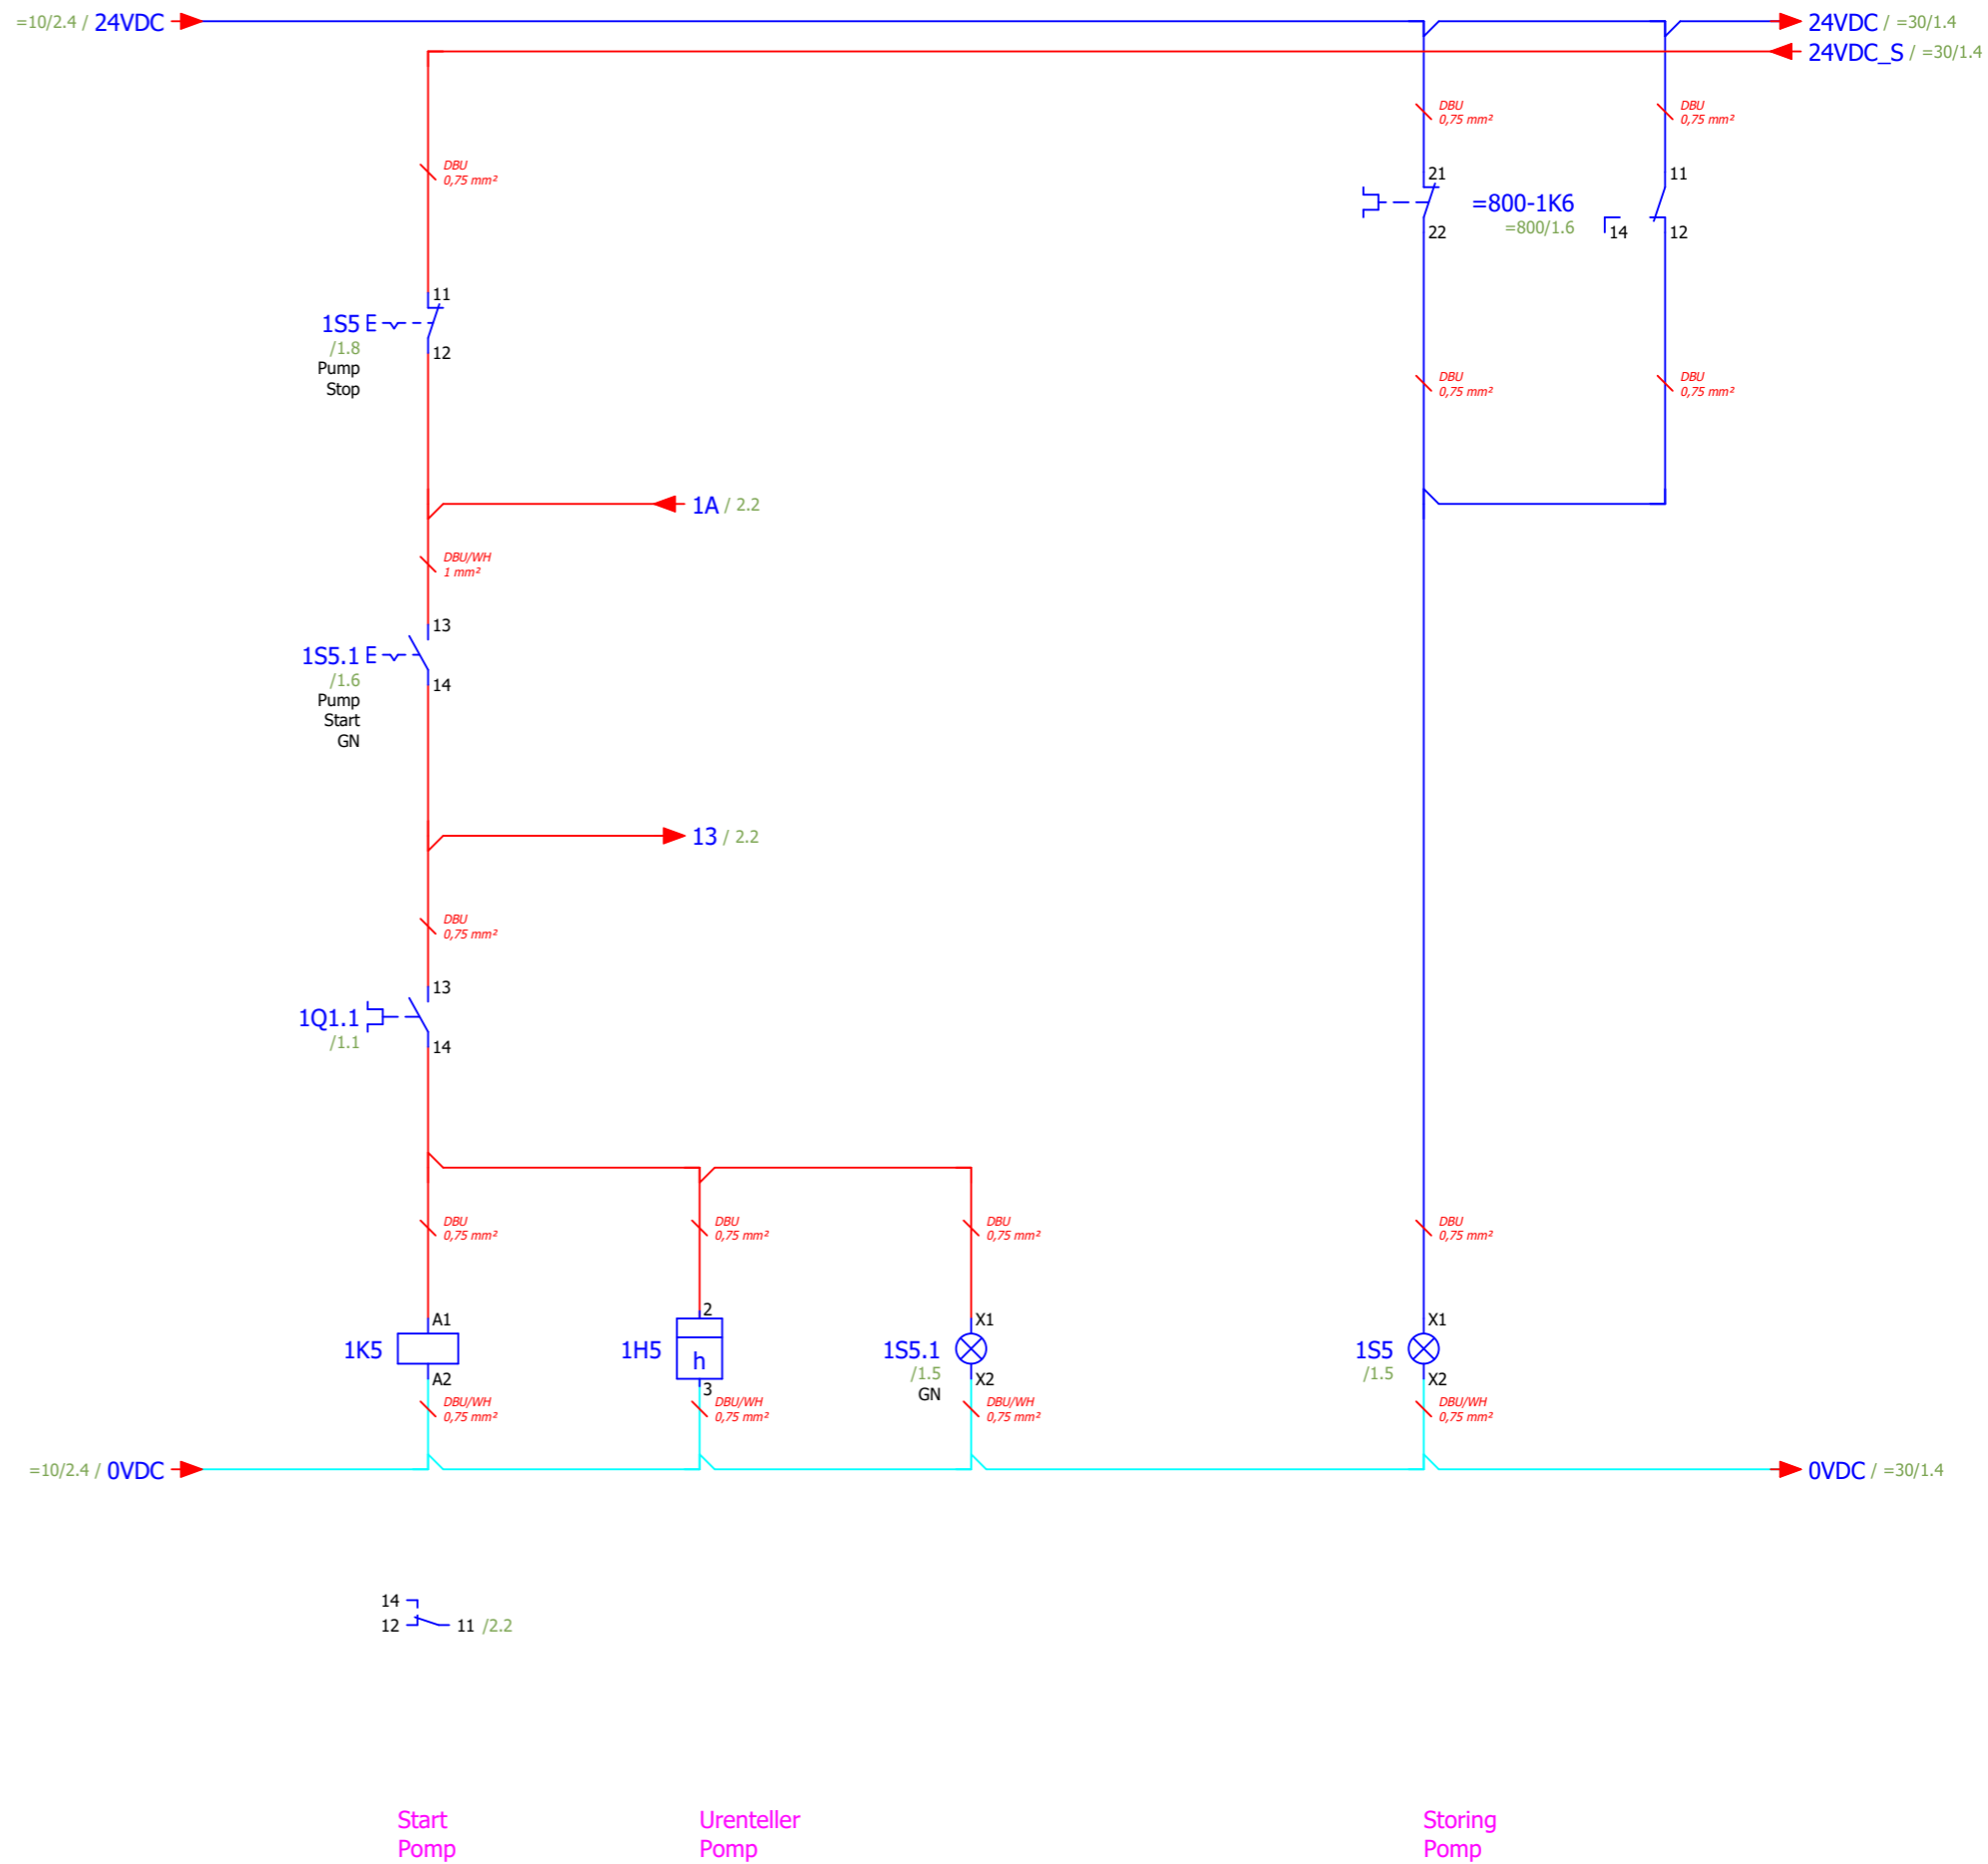 =10/2.4 / 24VDC
24VDC / =30/1.4
24VDC_S / =30/1.4
DBU
0,75 mm²
DBU
0,75 mm²
DBU
0,75 mm²
21
=800-1K6
=800/1.6
22
11
14
12
11
1S5
/1.8
Pump
Stop
12
DBU
0,75 mm²
DBU
0,75 mm²
1A / 2.2
DBU/WH
1 mm²
13
1S5.1
/1.6
Pump
Start
GN
14
13 / 2.2
DBU
0,75 mm²
13
1Q1.1
/1.1
14
DBU
0,75 mm²
DBU
0,75 mm²
DBU
0,75 mm²
DBU
0,75 mm²
A1
1K5
A2
DBU/WH
0,75 mm²
2
1H5
h
3
DBU/WH
0,75 mm²
X1
1S5.1
/1.5
GN
X2
DBU/WH
0,75 mm²
X1
1S5
/1.5
X2
DBU/WH
0,75 mm²
=10/2.4 / 0VDC
0VDC / =30/1.4
14
12 11 /2.2
Start
Pomp
Urenteller
Pomp
Storing
Pomp